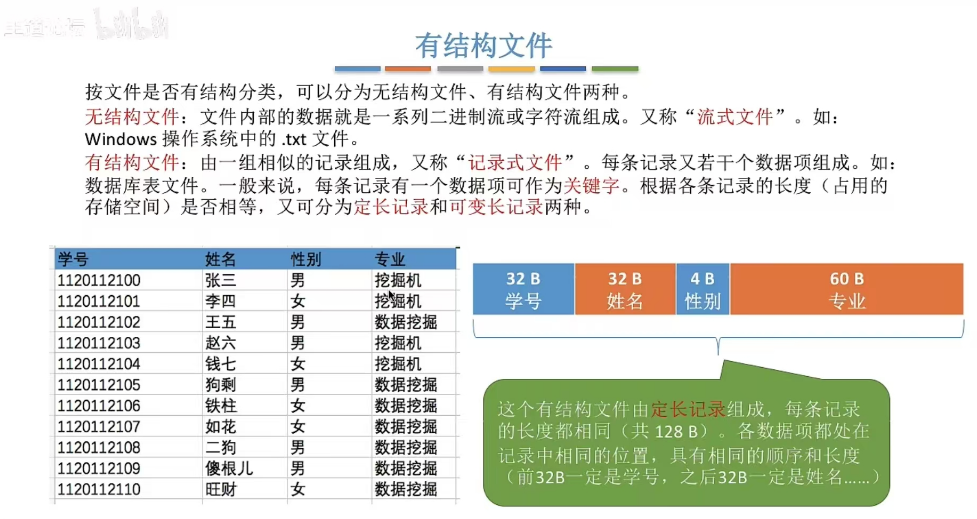 有结构文件
按文件是否有结构分类，可以分为无结构文件、有结构文件两种。
无结构文件：文件内部的数据就是一系列二进制流或字符流组成。又称“流式文件”。如：
Windows 操作系统中的 .txt 文件。
有结构文件：由一组相似的记录组成，又称“记录式文件”。每条记录又若干个数据项组成。如：
数据库表文件。一般来说，每条记录有一个数据项可作为关键字。根据各条记录的长度（占用的
存储空间）是否相等，又可分为定长记录和可变长记录两种。
学号 姓名 性别 专业
1120112100 张三 男 挖掘机
1120112101 李四 女 挖掘机
1120112102 王五 男 数据挖掘
1120112103 赵六 男 挖掘机
1120112104 钱七 女 挖掘机
1120112105 狗剩 男 数据挖掘
1120112106 铁柱 女 数据挖掘
1120112107 如花 女 数据挖掘
1120112108 二狗 男 数据挖掘
1120112109 傻根儿 男 数据挖掘
1120112110 旺财 女 数据挖掘
32 B 32 B 4 B 60 B
学号 姓名 性别 专业
这个有结构文件由定长记录组成，每条记录
的长度都相同（共 128 B）。各数据项都处在
记录中相同的位置，具有相同的顺序和长度
（前32B一定是学号，之后32B一定是姓名……）